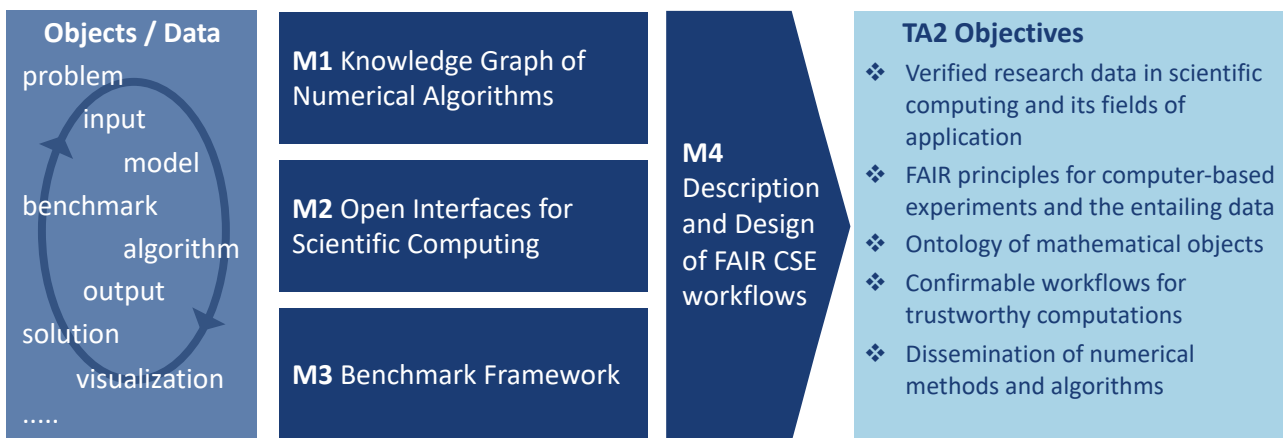 Objects / Data
problem
input
model
benchmark
algorithm
output
solution
visualization
.....
M1 Knowledge Graph of
Numerical Algorithms
M2 Open Interfaces for
Scientific Computing
M3 Benchmark Framework
M4
Description
and Design
of FAIR CSE
workflows
TA2 Objectives
❖ Verified research data in scientific
computing and its fields of
application
❖ FAIR principles for computer-based
experiments and the entailing data
❖ Ontology of mathematical objects
❖ Confirmable workflows for
trustworthy computations
❖ Dissemination of numerical
methods and algorithms